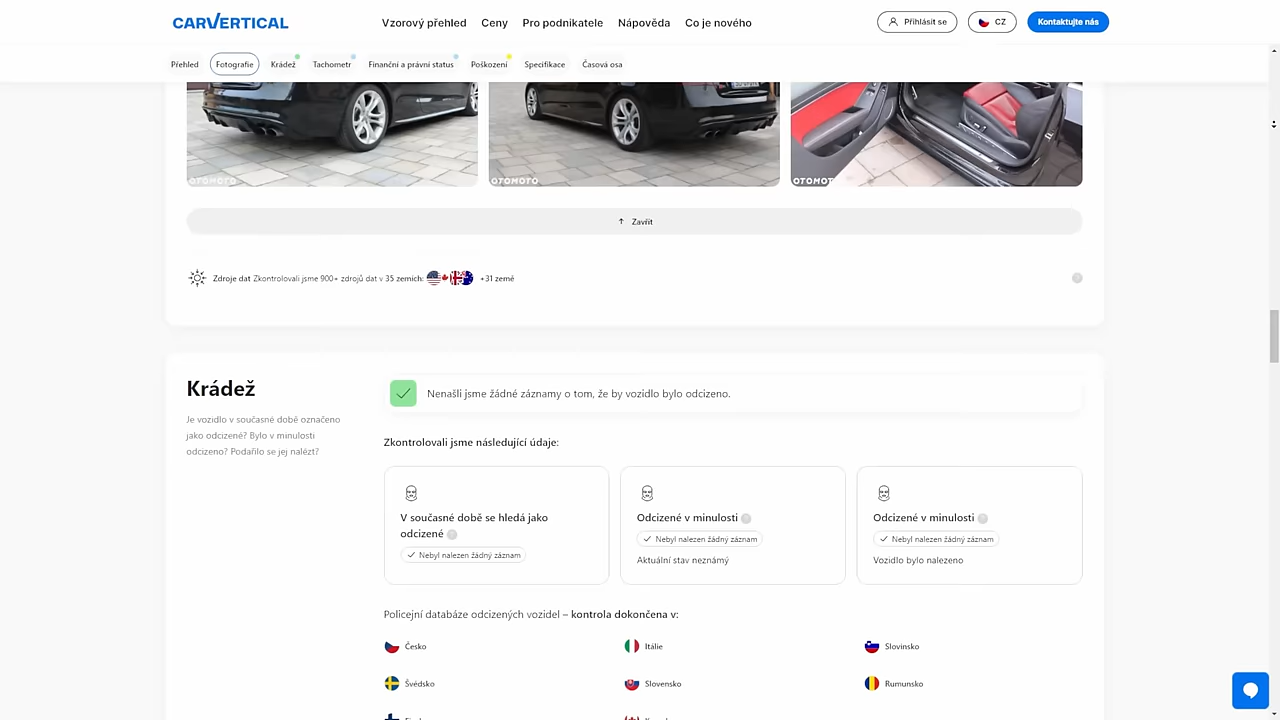 CARVERTICAL
Vzorový přehled
Ceny
Pro podnikatele
Nápověda
Co je nového
Přihlásit se
CZ
Kontaktujte nás
Přehled
Fotografie
Krádež
Tachometr
Finanční a právní status
Poškození
Specifikace
Časová osa
OTOMOTO
OTOMOTO
OTOMOT
Zavřít
Zdroje dat Zkontrolovali jsme 900+ zdrojů dat v 35 zemích:
+31 země
Krádež
Je vozidlo v současné době označeno
jako odcizené? Bylo v minulosti
odcizeno? Podařilo se jej nalézt?
Nenašli jsme žádné záznamy o tom, že by vozidlo bylo odcizeno.
Zkontrolovali jsme následující údaje:
V současné době se hledá jako
odcizené
Nebyl nalezen žádný záznam
Odcizené v minulosti
Nebyl nalezen žádný záznam
Aktuální stav neznámý
Odcizené v minulosti
Nebyl nalezen žádný záznam
Vozidlo bylo nalezeno
Policejní databáze odcizených vozidel – kontrola dokončena v:
Česko
Itálie
Slovinsko
Švédsko
Slovensko
Rumunsko